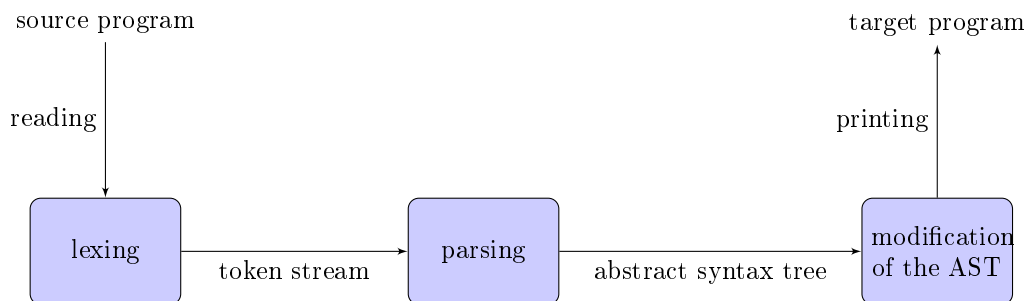 source program
target program
reading
printing
lexing
token stream
parsing
abstract syntax tree
modification
of the AST